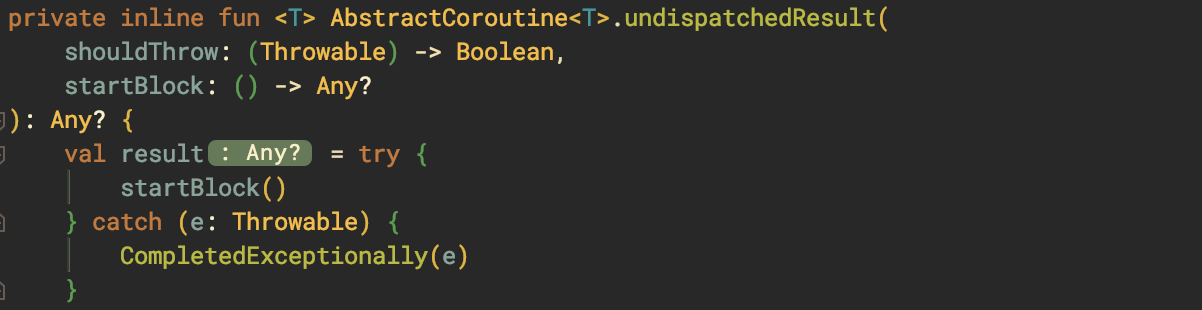 private inline fun <T> AbstractCoroutine<T>.undispatchedResult(
    shouldThrow: (Throwable) -> Boolean,
    startBlock: () -> Any?
): Any? {
    val result : Any? = try {
        startBlock()
    } catch (e: Throwable) {
        CompletedExceptionally(e)
    }